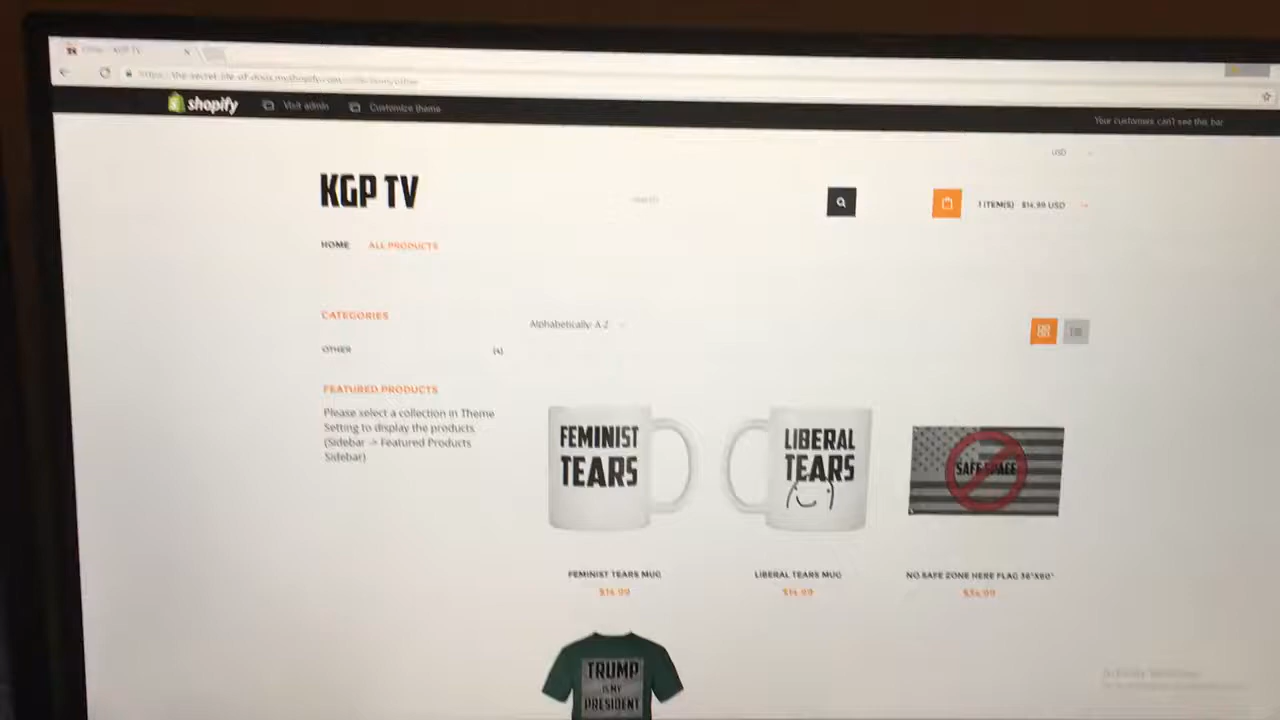 shopify
Visit admin
Customize theme
Your customers can't see this bar
USD
KGP TV
1 ITEM(S) - $14.99 USD
HOME
ALL PRODUCTS
CATEGORIES
Alphabetically: A-Z
OTHER
(4)
FEATURED PRODUCTS
Please select a collection in Theme
Setting to display the products
(Sidebar -> Featured Products
Sidebar)
FEMINIST
TEARS
LIBERAL
TEARS
SAFE SPACE
FEMINIST TEARS MUG
$14.99
LIBERAL TEARS MUG
$14.99
NO SAFE ZONE HERE FLAG 36"X60"
TRUMP
IS MY
PRESIDENT